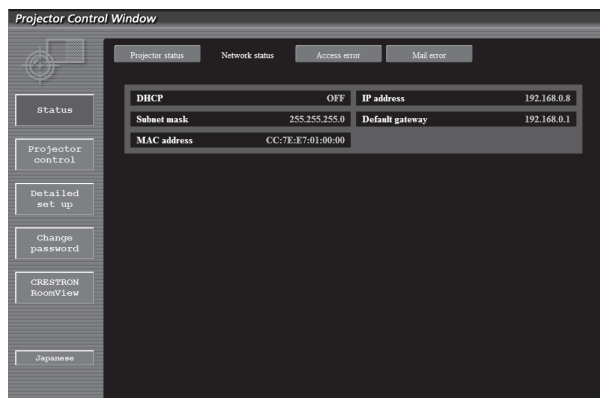 Projector Control Window
Projector status
Network status
Access error
Mail error
Status
Projector
control
Detailed
set up
Change
password
CRESTRON
RoomView
Japanese
DHCP OFF
IP address 192.168.0.8
Subnet mask 255.255.255.0
Default gateway 192.168.0.1
MAC address CC:7E:E7:01:00:00